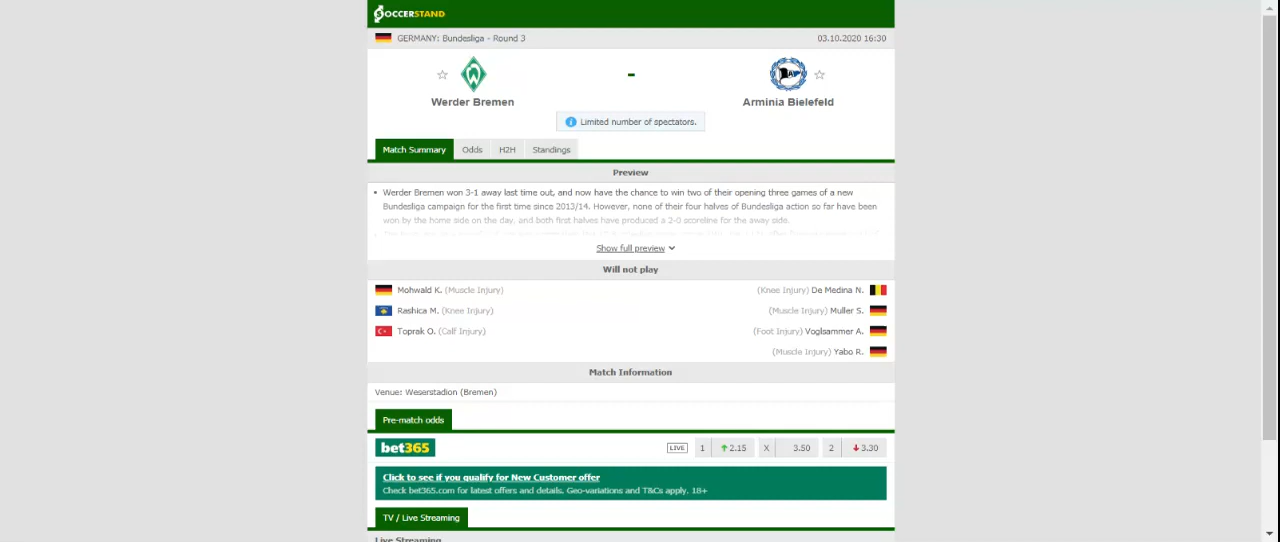 SOCCERSTAND
GERMANY: Bundesliga - Round 3 03.10.2020 16:30
-
Werder Bremen Arminia Bielefeld
Limited number of spectators.
Match Summary Odds H2H Standings
Preview
• Werder Bremen won 3-1 away last time out, and now have the chance to win two of their opening three games of a new
Bundesliga campaign for the first time since 2013/14. However, none of their four halves of Bundesliga action so far have been
won by the home side on the day, and both first halves have produced a 2-0 scoreline for the away side.
Show full preview
Will not play
Mohwald K. (Muscle Injury) (Knee Injury) De Medina N.
Rashica M. (Knee Injury) (Muscle Injury) Muller S.
Toprak O. (Calf Injury) (Foot Injury) Voglsammer A.
(Muscle Injury) Yabo R.
Match Information
Venue: Weserstadion (Bremen)
Pre-match odds
bet365 LIVE 1 2.15 X 3.50 2 3.30
Click to see if you qualify for New Customer offer
Check bet365.com for latest offers and details. Geo-variations and T&Cs apply. 18+
TV / Live Streaming
Live Streaming